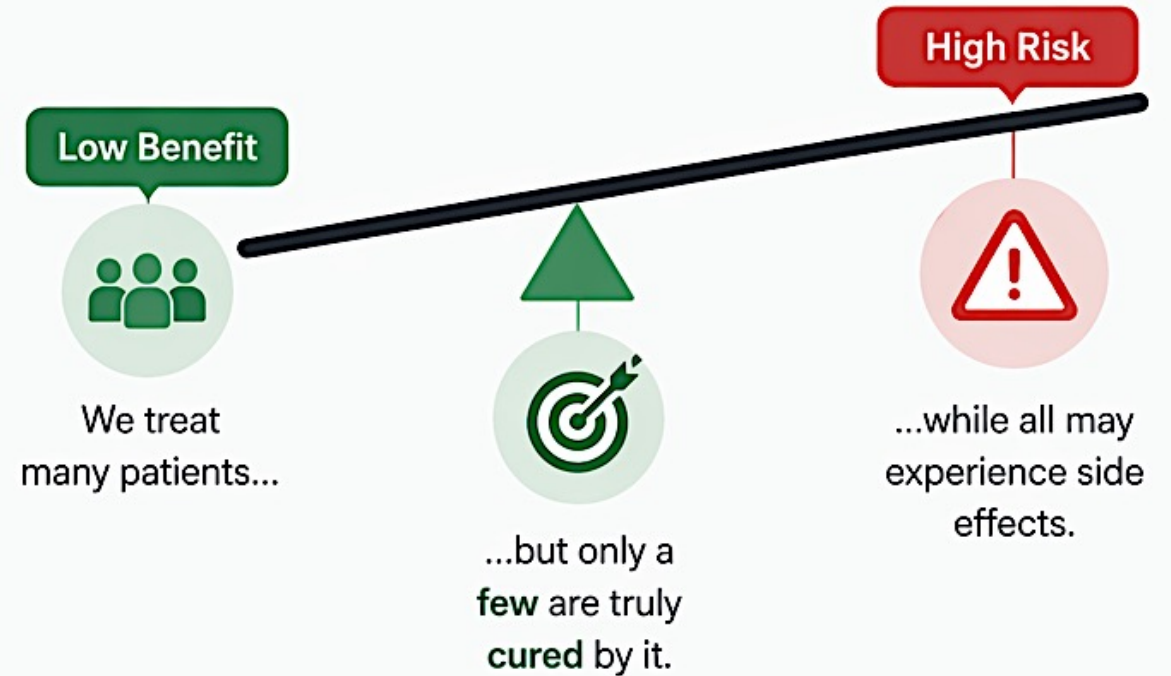 High Risk
Low Benefit
We treat
many patients...
...but only a
few are truly
cured by it.
...while all may
experience side
effects.